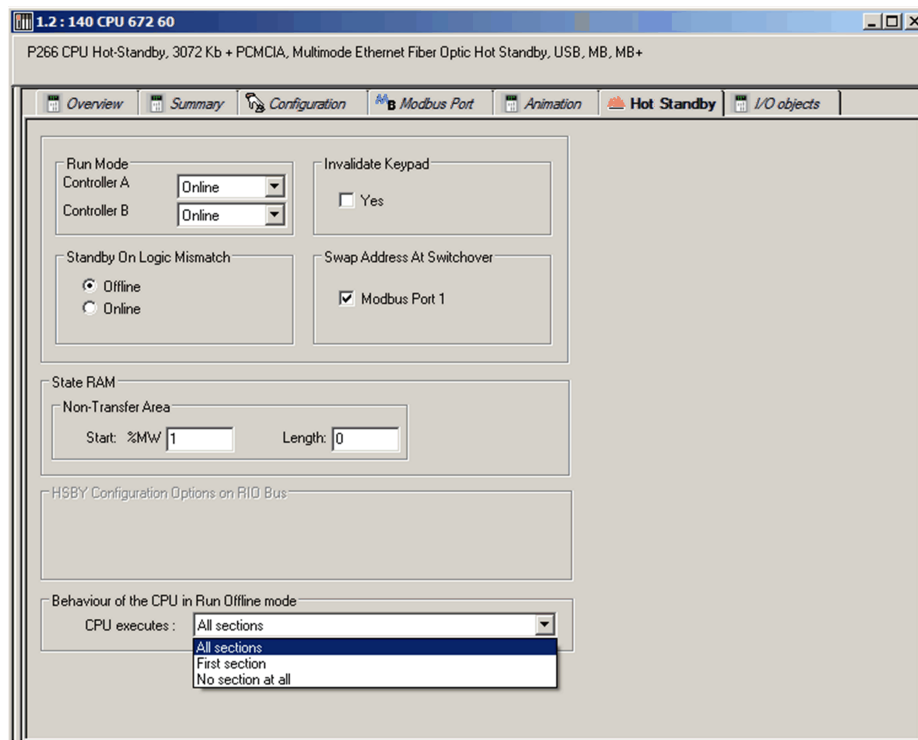 1.2 : 140 CPU 672 60
P266 CPU Hot-Standby, 3072 Kb + PCMCIA, Multimode Ethernet Fiber Optic Hot Standby, USB, MB, MB+
Overview Summary Configuration Modbus Port Animation Hot Standby I/O objects
Run Mode
Controller A Online
Controller B Online
Invalidate Keypad
Yes
Standby On Logic Mismatch
Offline
Online
Swap Address At Switchover
Modbus Port 1
State RAM
Non-Transfer Area
Start: %MW 1 Length: 0
HSBY Configuration Options on RIO Bus
Behaviour of the CPU in Run Offline mode
CPU executes : All sections
All sections
First section
No section at all